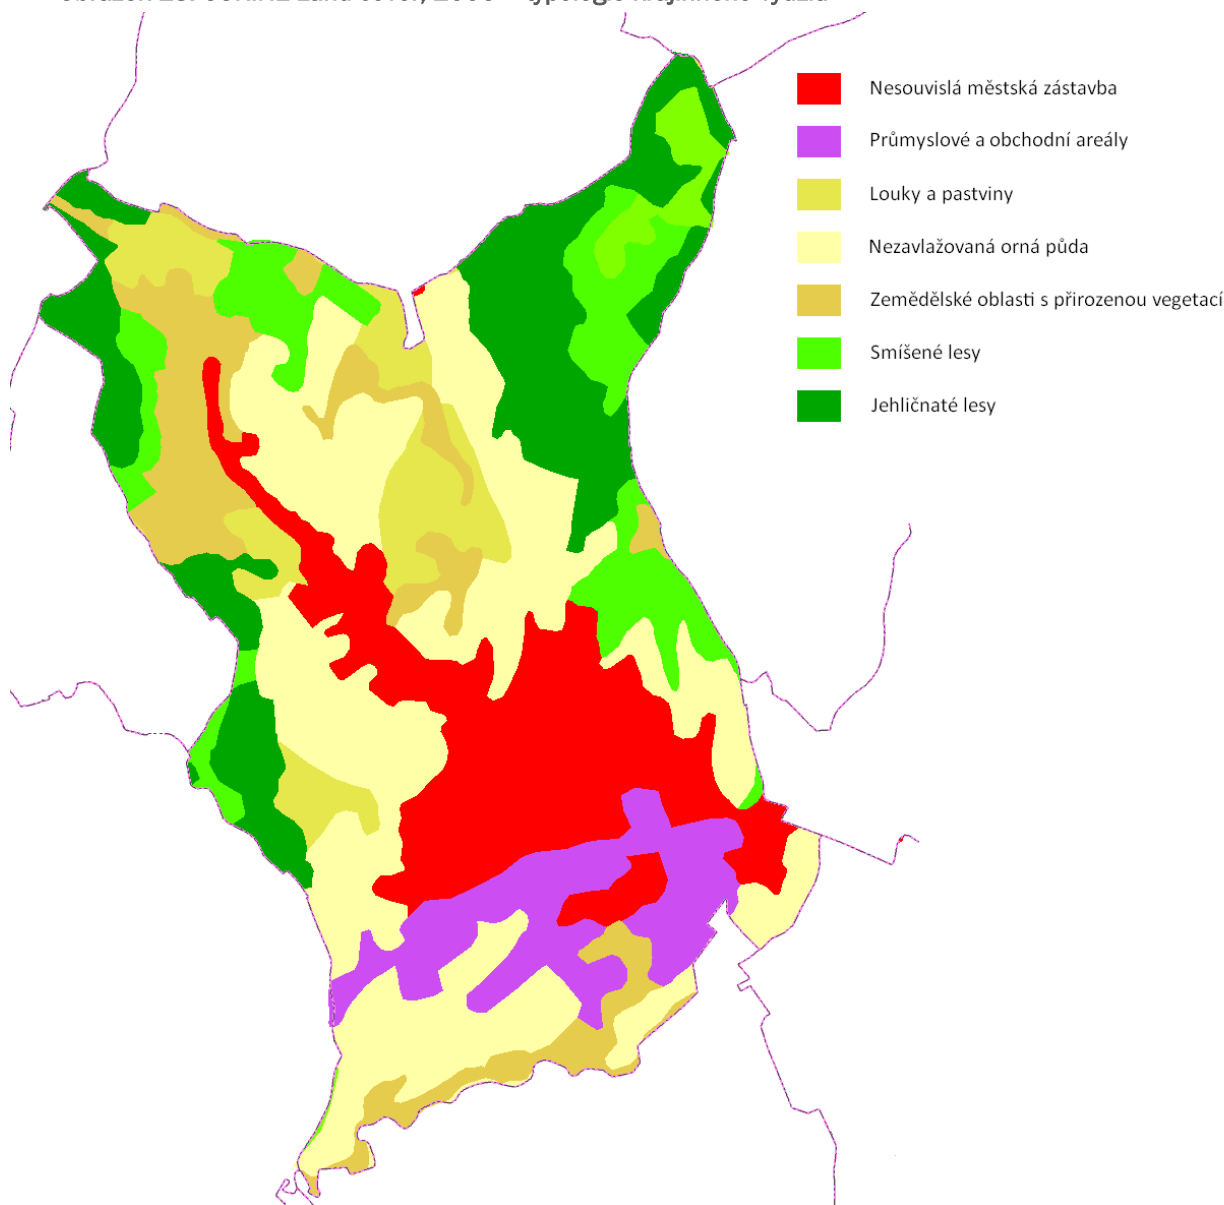 Nesouvislá městská zástavba
Průmyslové a obchodní areály
Louky a pastviny
Nezavlažovaná orná půda
Zemědělské oblasti s přirozenou vegetací
Smíšené lesy
Jehličnaté lesy